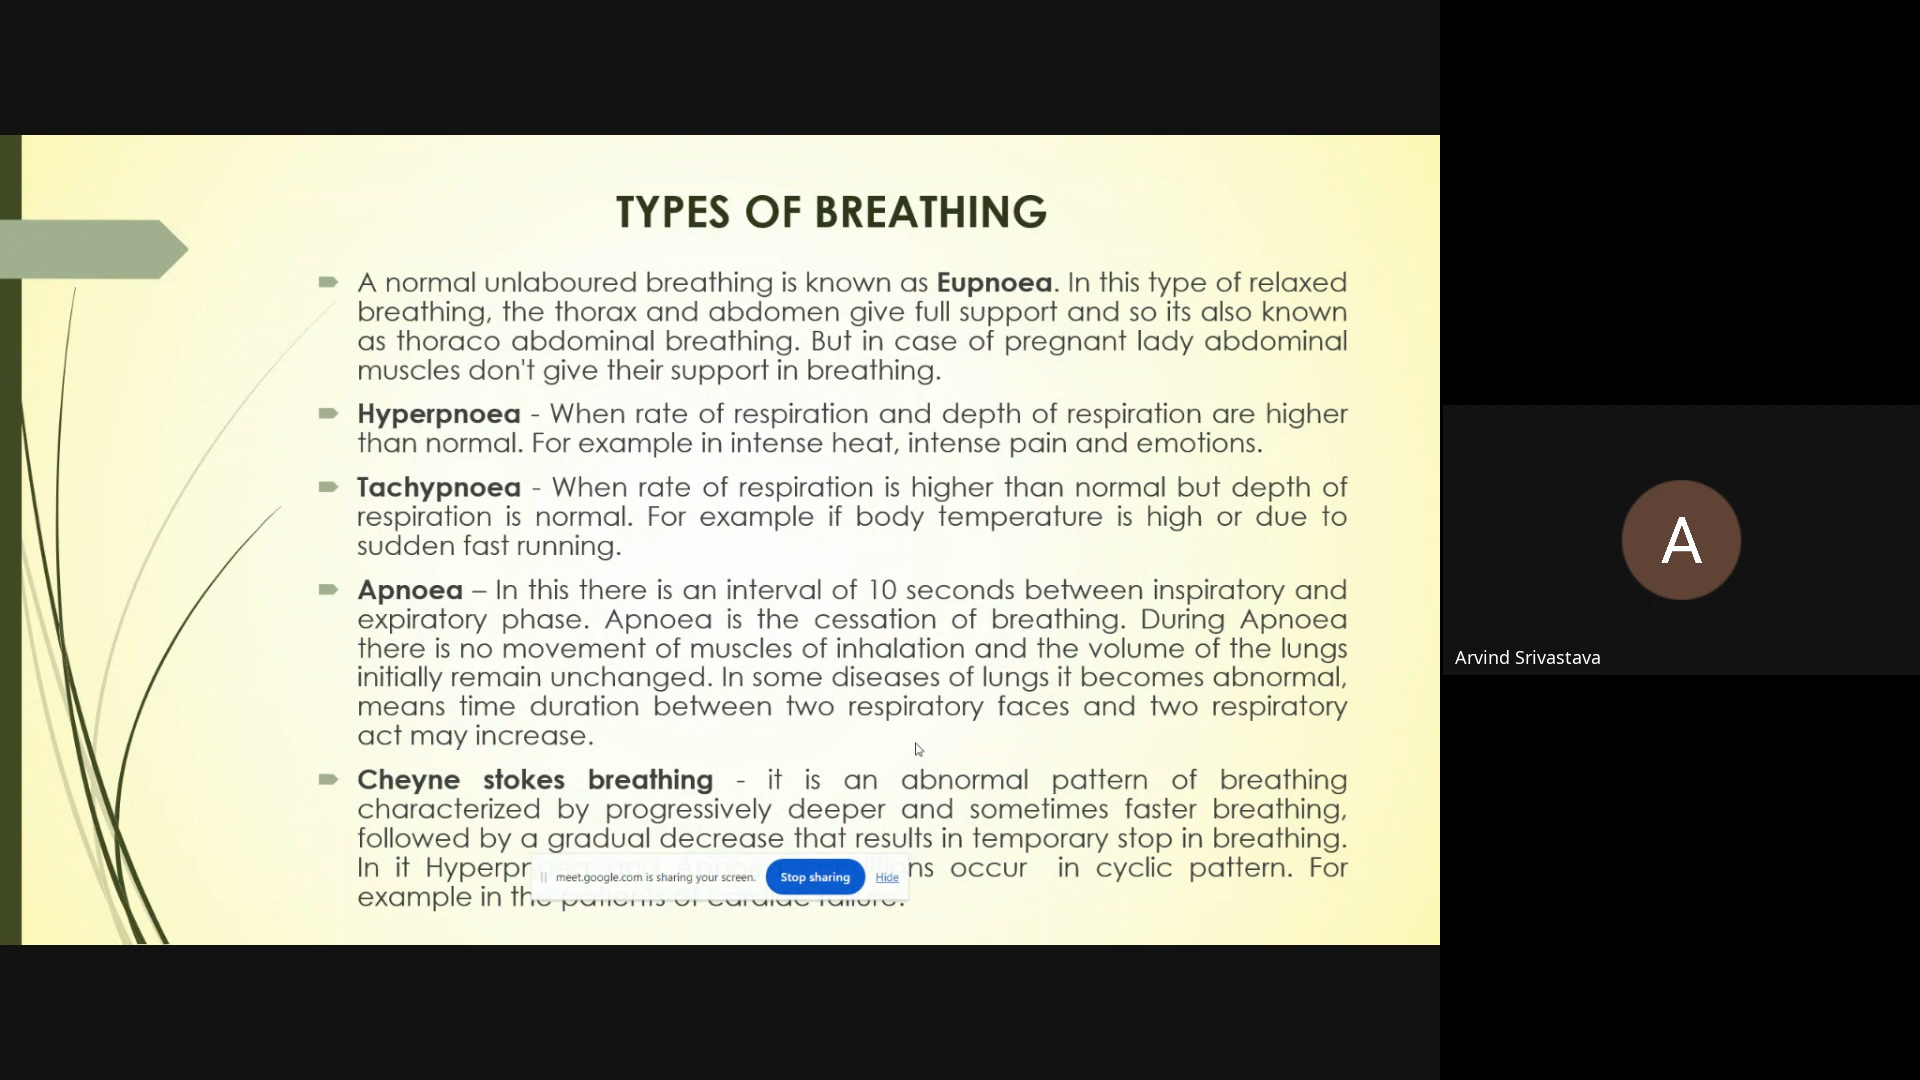 TYPES OF BREATHING
A normal unlaboured breathing is known as Eupnoea. In this type of relaxed
breathing, the thorax and abdomen give full support and so its also known
as thoraco abdominal breathing. But in case of pregnant lady abdominal
muscles don't give their support in breathing.
Hyperpnoea - When rate of respiration and depth of respiration are higher
than normal. For example in intense heat, intense pain and emotions.
Tachypnoea - When rate of respiration is higher than normal but depth of
respiration is normal. For example if body temperature is high or due to
sudden fast running.
Apnoea – In this there is an interval of 10 seconds between inspiratory and
expiratory phase. Apnoea is the cessation of breathing. During Apnoea
there is no movement of muscles of inhalation and the volume of the lungs
initially remain unchanged. In some diseases of lungs it becomes abnormal,
means time duration between two respiratory faces and two respiratory
act may increase.
Cheyne stokes breathing - it is an abnormal pattern of breathing
characterized by progressively deeper and sometimes faster breathing,
followed by a gradual decrease that results in temporary stop in breathing.
In it occur in cyclic pattern. For
example in the patients of cardiac failure.
meet.google.com is sharing your screen. Stop sharing Hide
A
Arvind Srivastava